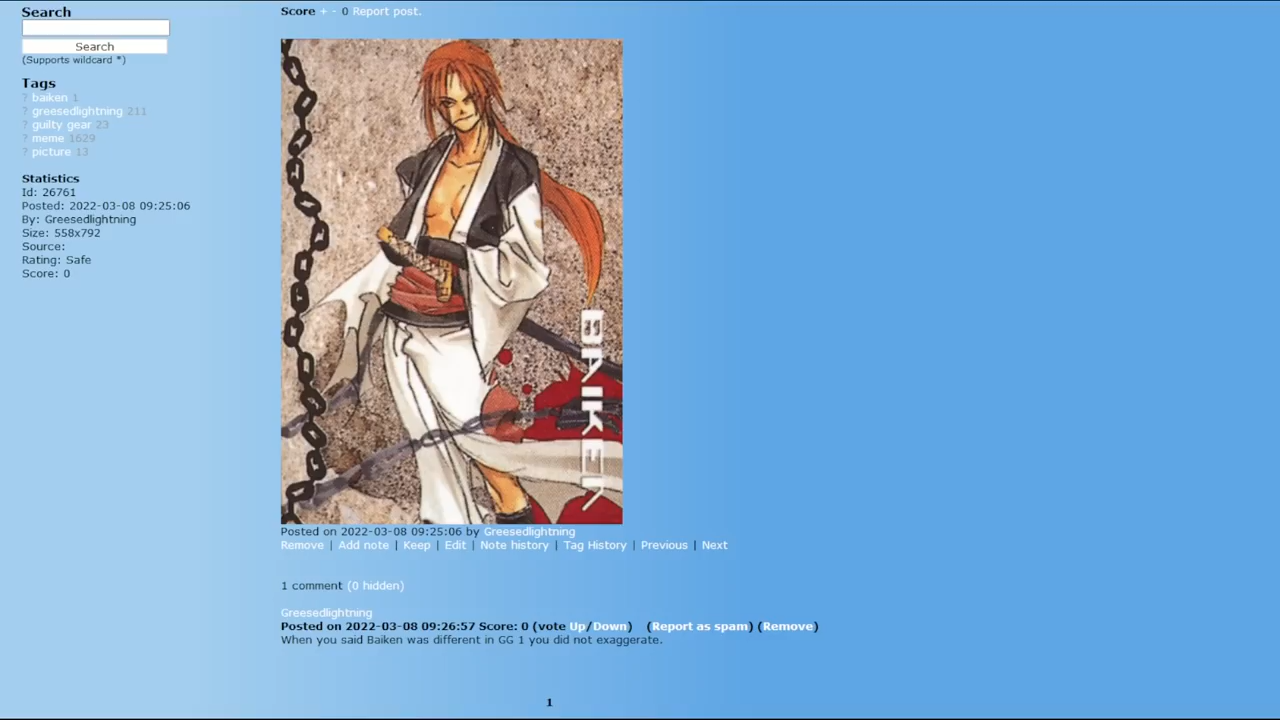 Search
Search
(Supports wildcard *)
Tags
? baiken 1
? greesedlightning 211
? guilty gear 23
? meme 1629
? picture 13
Statistics
Id: 26761
Posted: 2022-03-08 09:25:06
By: Greesedlightning
Size: 558x792
Source:
Rating: Safe
Score: 0
Score + - 0 Report post.
BAIKEN
Posted on 2022-03-08 09:25:06 by Greesedlightning
Remove | Add note | Keep | Edit | Note history | Tag History | Previous | Next
1 comment (0 hidden)
Greesedlightning
Posted on 2022-03-08 09:26:57 Score: 0 (vote Up/Down) (Report as spam) (Remove)
When you said Baiken was different in GG 1 you did not exaggerate.
1